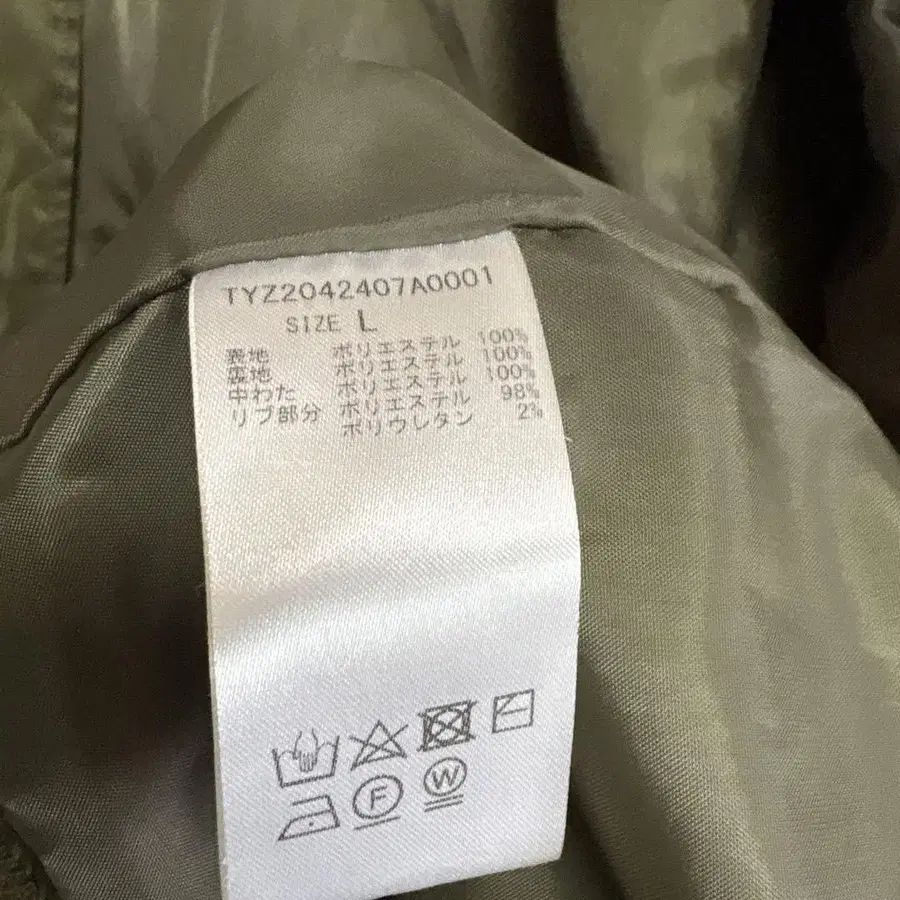 TYZ2042407A0001
SIZE L
表地 ポリエステル 100%
裏地 ポリエステル 100%
中わた ポリエステル 100%
リブ部分 ポリエステル 98%
ポリウレタン 2%
F W